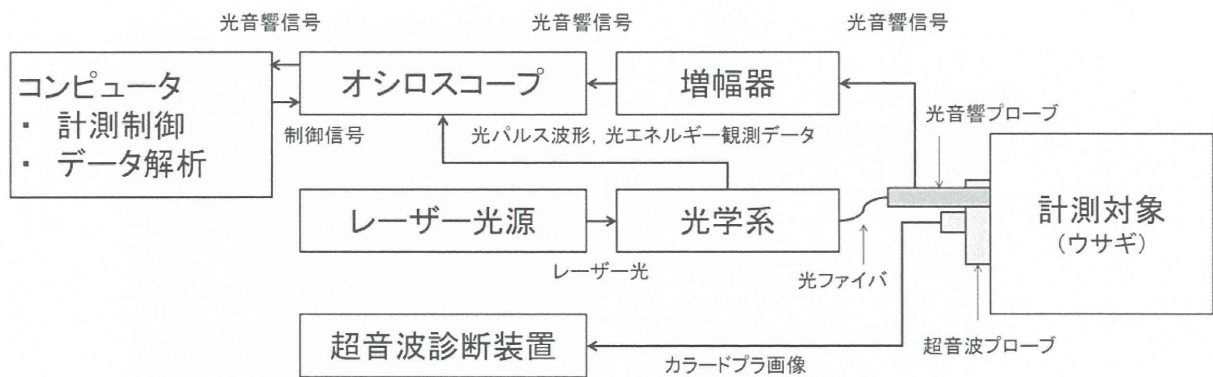 光音響信号
光音響信号
光音響信号
コンピュータ
・ 計測制御
・ データ解析
オシロスコープ
増幅器
光音響プローブ
制御信号
光パルス波形, 光エネルギー観測データ
計測対象
(ウサギ)
レーザー光源
光学系
レーザー光
光ファイバ
超音波診断装置
カラードプラ画像
超音波プローブ